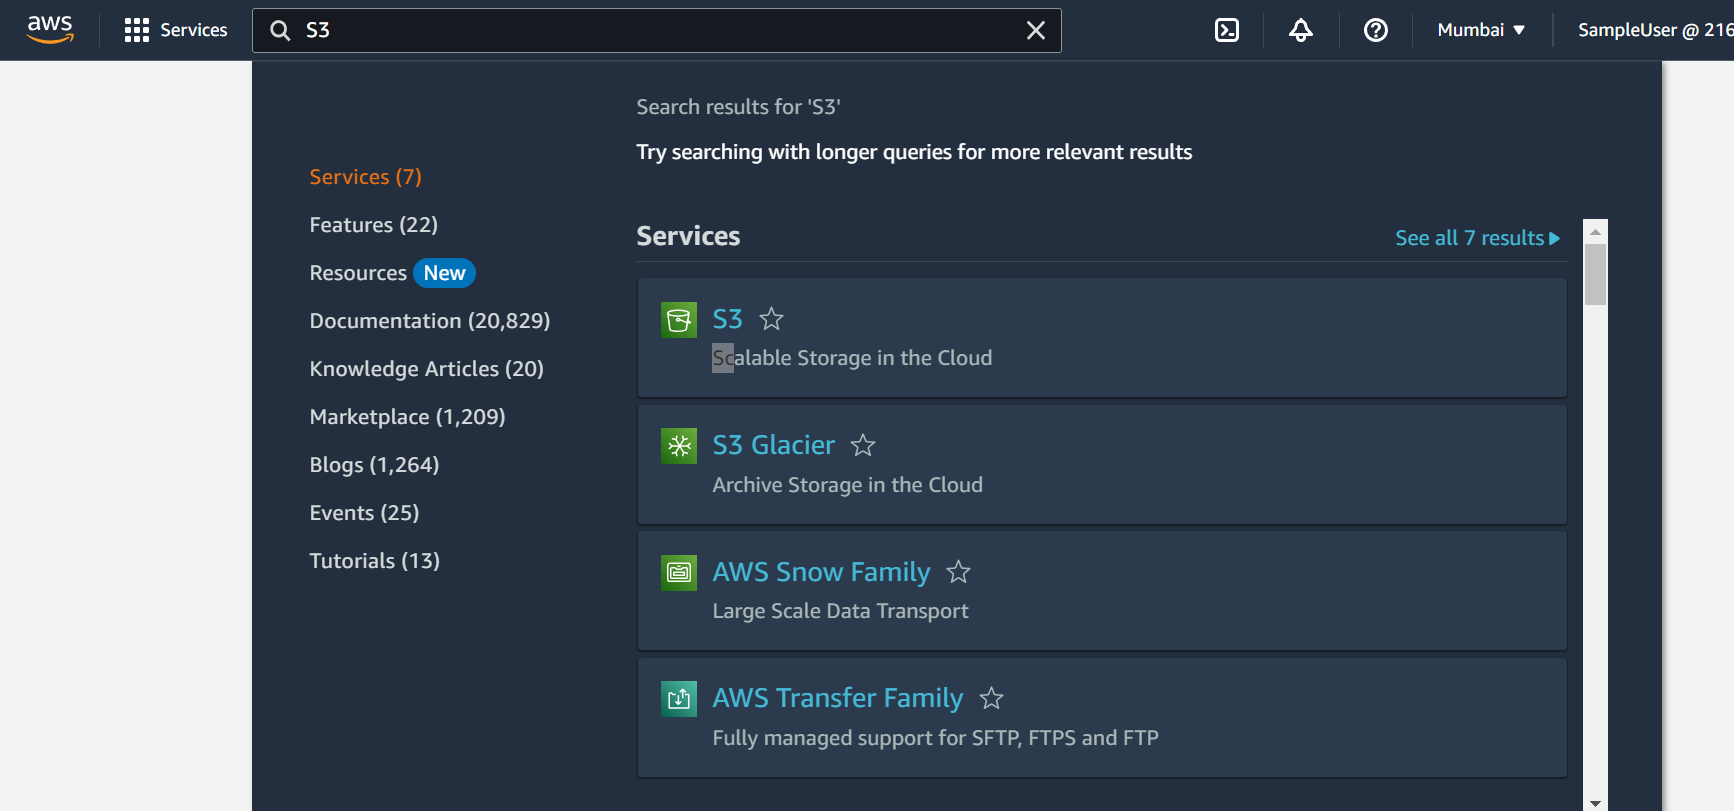 aws
Services
S3
Mumbai
SampleUser @ 216
Search results for 'S3'
Try searching with longer queries for more relevant results
Services (7)
Features (22)
Resources New
Documentation (20,829)
Knowledge Articles (20)
Marketplace (1,209)
Blogs (1,264)
Events (25)
Tutorials (13)
Services
See all 7 results
S3
Scalable Storage in the Cloud
S3 Glacier
Archive Storage in the Cloud
AWS Snow Family
Large Scale Data Transport
AWS Transfer Family
Fully managed support for SFTP, FTPS and FTP